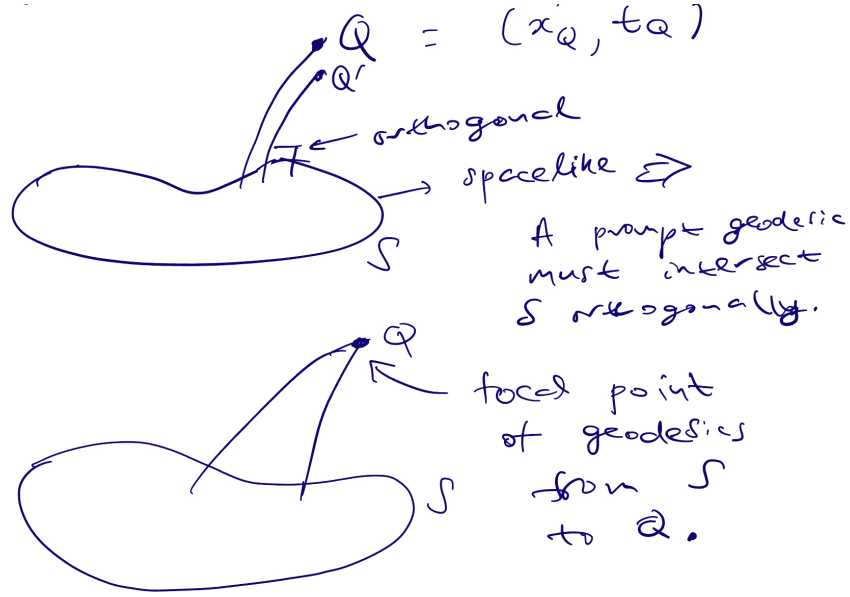 Q = (x_Q, t_Q)
Q'
orthogonal
spacelike ⇒
S
A prompt geodesic
must intersect
S orthogonally.
Q
focal point
of geodesics
from S
to Q.
S